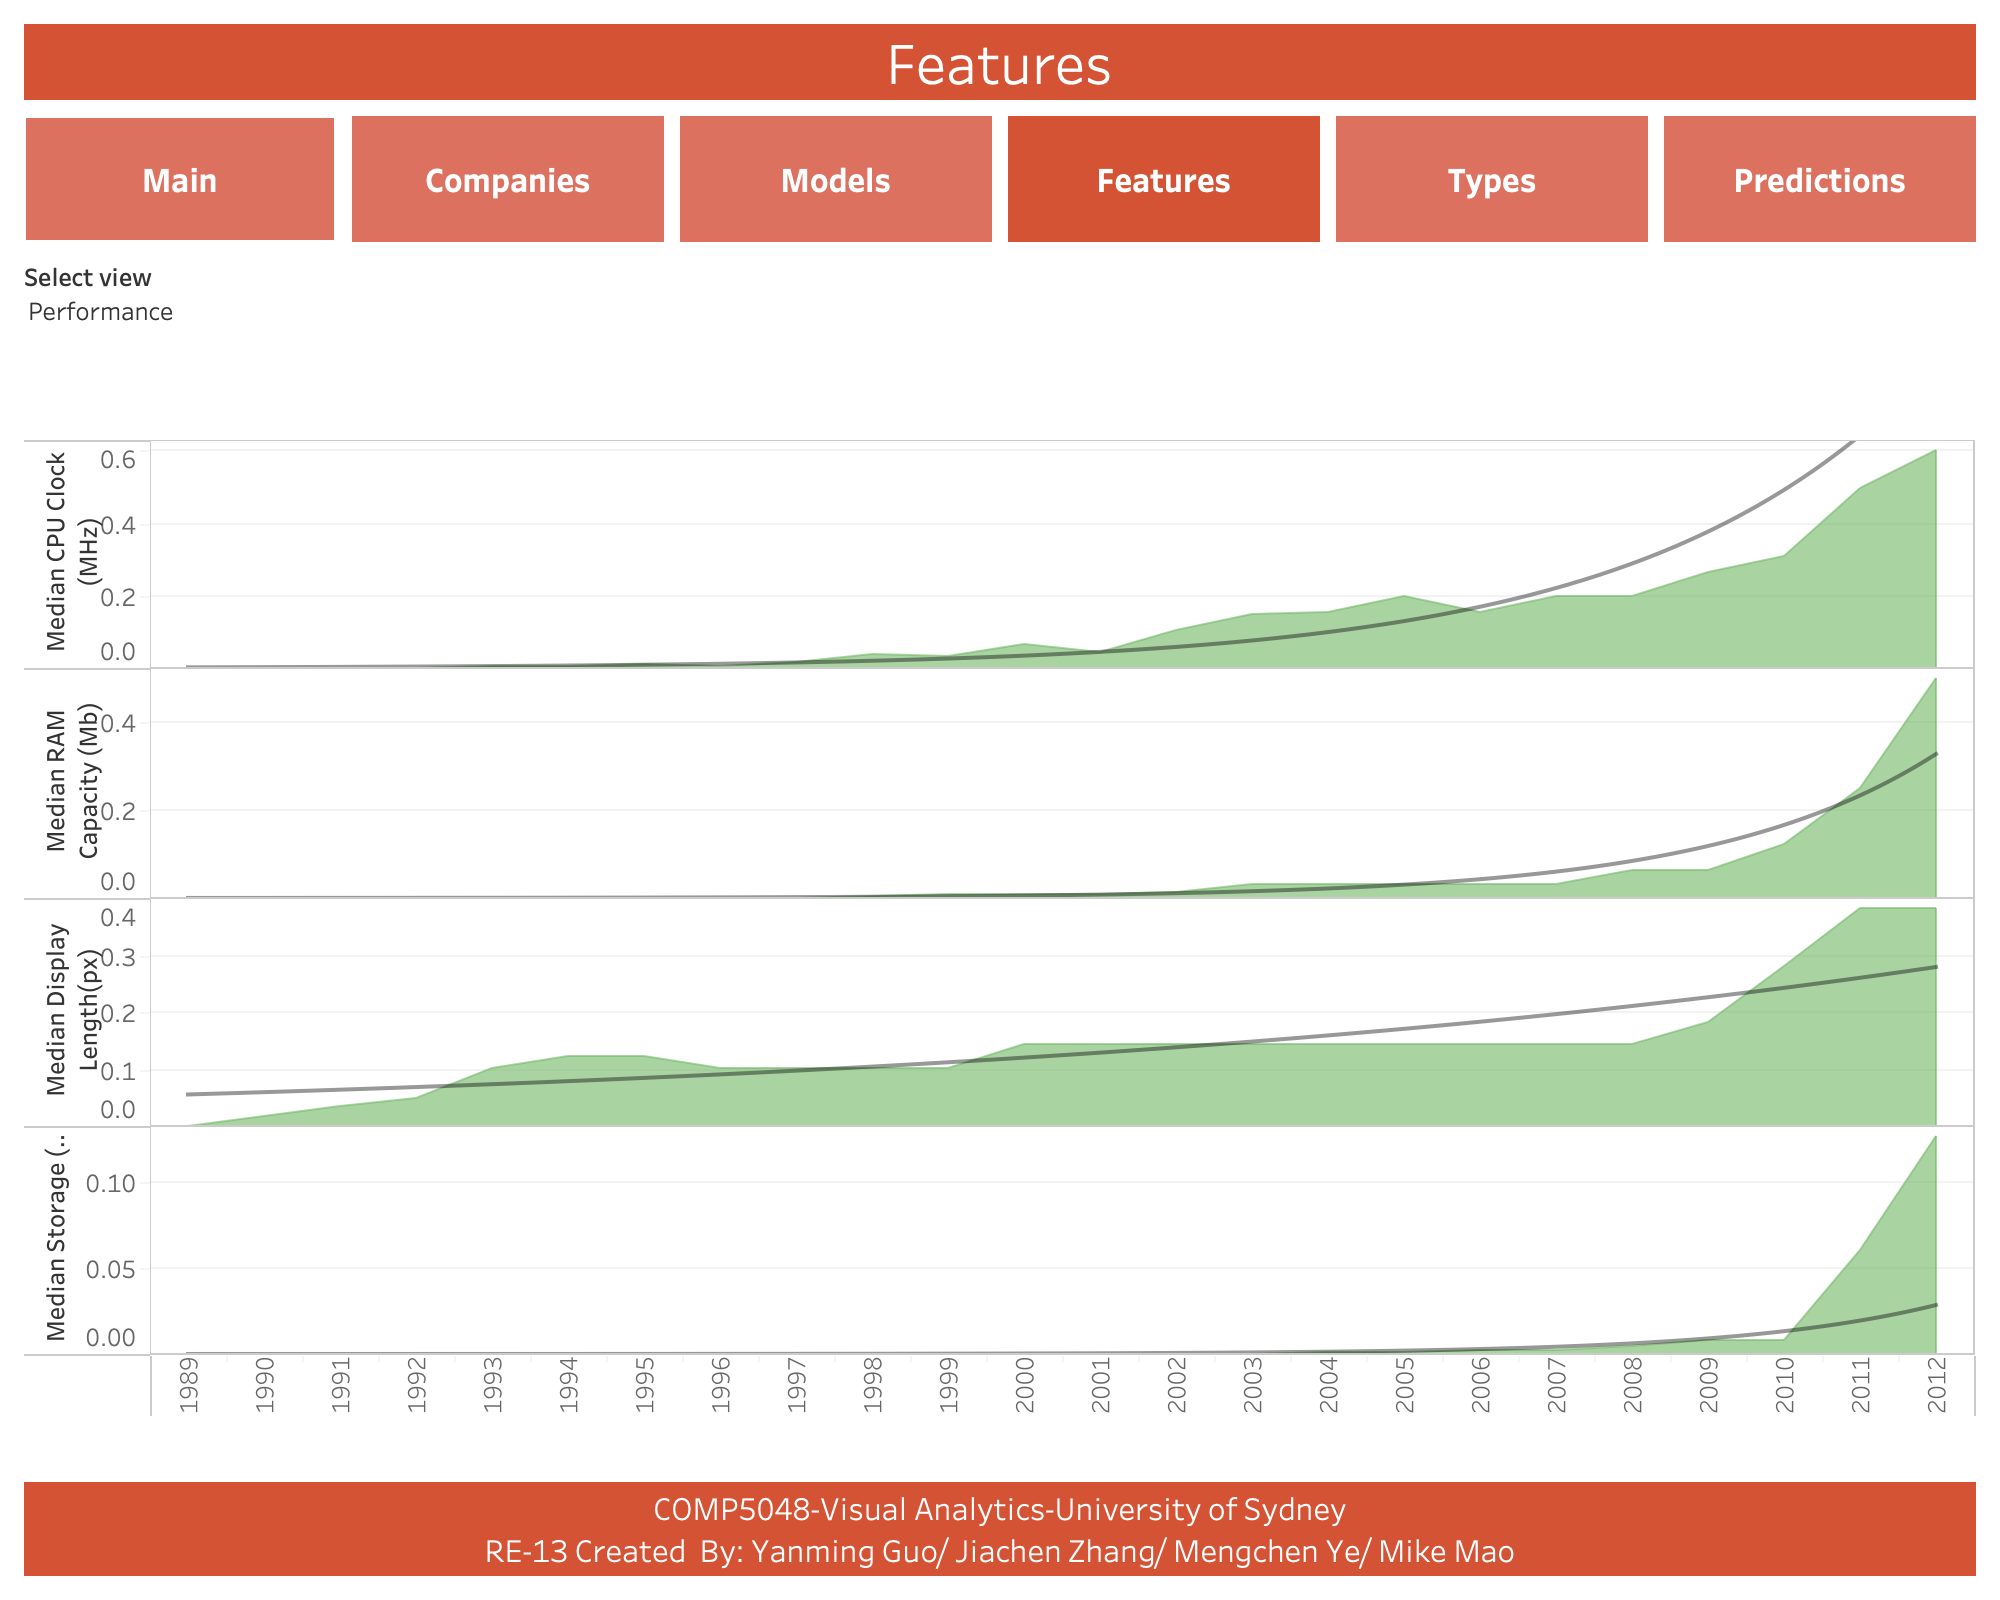 Features
Main
Companies
Models
Features
Types
Predictions
Select view
Performance
Median CPU Clock
(MHz)
0.6
0.4
0.2
0.0
Median RAM
Capacity (Mb)
0.4
0.2
0.0
Median Display
Length(px)
0.4
0.3
0.2
0.1
0.0
Median Storage (..
0.10
0.05
0.00
1989
1990
1991
1992
1993
1994
1995
1996
1997
1998
1999
2000
2001
2002
2003
2004
2005
2006
2007
2008
2009
2010
2011
2012
COMP5048-Visual Analytics-University of Sydney
RE-13 Created  By: Yanming Guo/ Jiachen Zhang/ Mengchen Ye/ Mike Mao